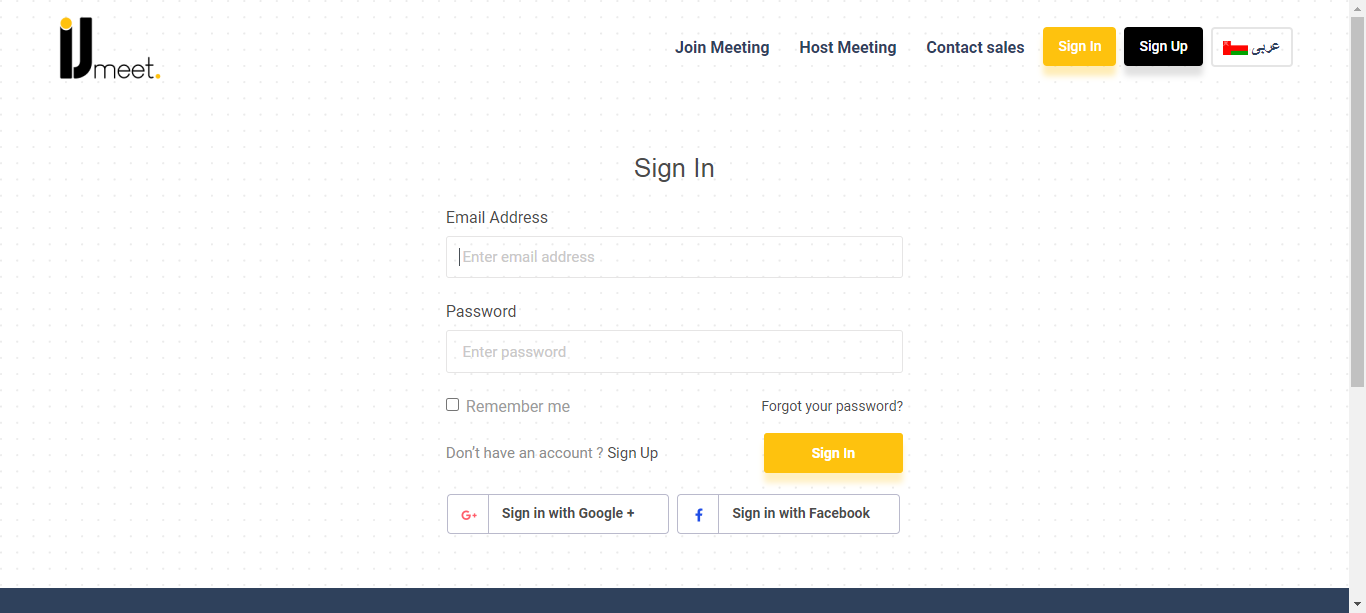 iJmeet.
Join Meeting
Host Meeting
Contact sales
Sign In
Sign Up
عربى
Sign In
Email Address
Enter email address
Password
Enter password
Remember me
Forgot your password?
Don’t have an account ? Sign Up
Sign In
G+ Sign in with Google +
f Sign in with Facebook